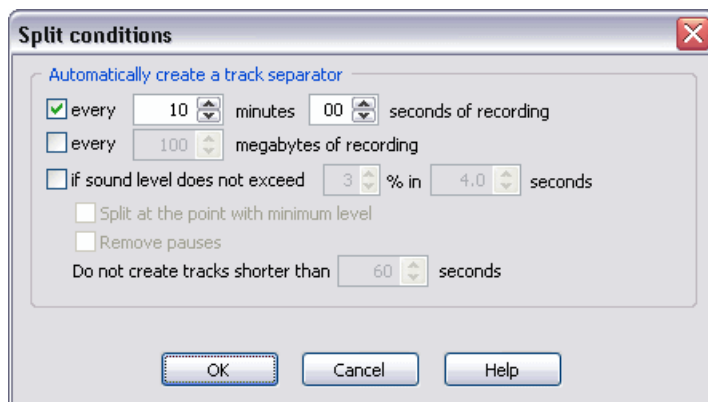 Split conditions
Automatically create a track separator
every 10 minutes 00 seconds of recording
every 100 megabytes of recording
if sound level does not exceed 3 % in 4.0 seconds
Split at the point with minimum level
Remove pauses
Do not create tracks shorter than 60 seconds
OK Cancel Help